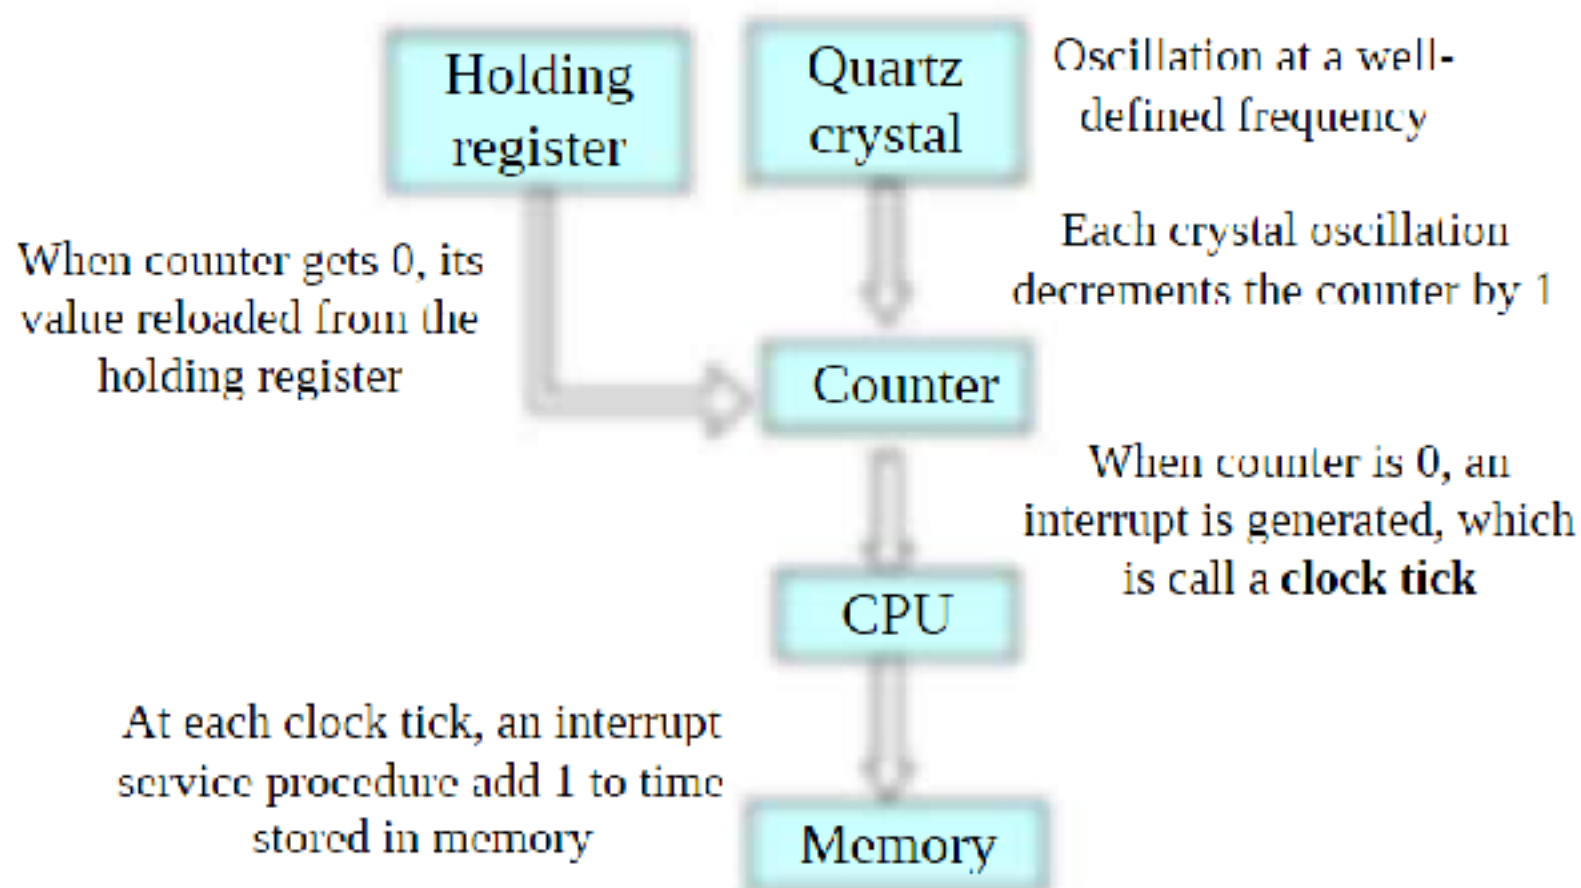 Holding
register
Quartz
crystal
Oscillation at a well-
defined frequency
When counter gets 0, its
value reloaded from the
holding register
Each crystal oscillation
decrements the counter by 1
Counter
When counter is 0, an
interrupt is generated, which
is call a clock tick
CPU
At each clock tick, an interrupt
service procedure add 1 to time
stored in memory
Memory